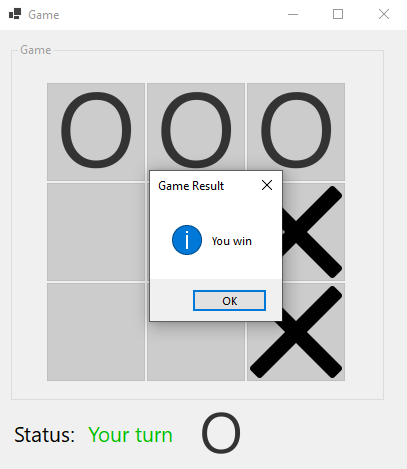 Game
Game
O O O
Game Result
X
You win
OK
X
Status: Your turn O